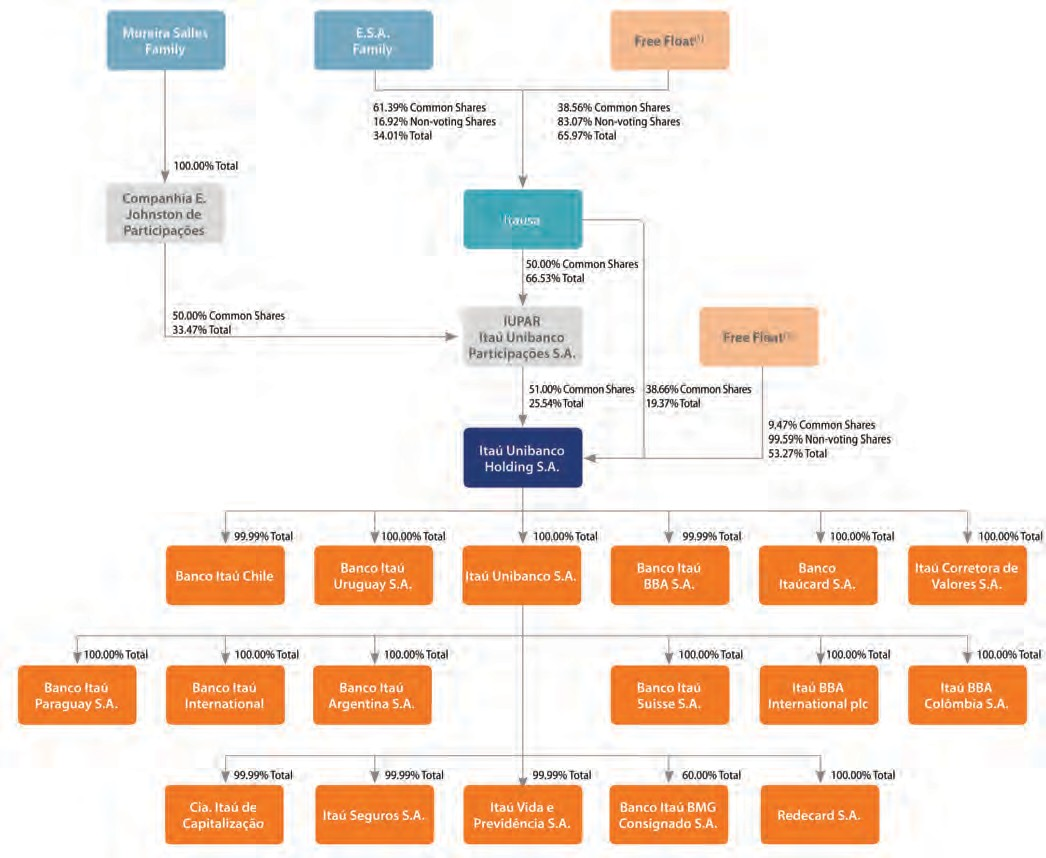 Moreira Salles
Family
E.S.A.
Family
Free Float(1)
61.39% Common Shares
16.92% Non-voting Shares
34.01% Total
38.56% Common Shares
83.07% Non-voting Shares
65.97% Total
100.00% Total
Companhia E.
Johnston de
Participações
Itausa
50.00% Common Shares
66.53% Total
50.00% Common Shares
33.47% Total
IUPAR
Itaú Unibanco
Participações S.A.
Free Float
51.00% Common Shares
25.54% Total
38.66% Common Shares
19.37% Total
9.47% Common Shares
99.59% Non-voting Shares
53.27% Total
Itaú Unibanco
Holding S.A.
99.99% Total
100.00% Total
100.00% Total
99.99% Total
100.00% Total
100.00% Total
Banco Itaú Chile
Banco Itaú
Uruguay S.A.
Itaú Unibanco S.A.
Banco Itaú
BBA S.A.
Banco
Itaúcard S.A.
Itaú Corretora de
Valores S.A.
100.00% Total
100.00% Total
100.00% Total
100.00% Total
100.00% Total
100.00% Total
Banco Itaú
Paraguay S.A.
Banco Itaú
International
Banco Itaú
Argentina S.A.
Banco Itaú
Suisse S.A.
Itaú BBA
International plc
Itaú BBA
Colômbia S.A.
99.99% Total
99.99% Total
99.99% Total
60.00% Total
100.00% Total
Cia. Itaú de
Capitalização
Itaú Seguros S.A.
Itaú Vida e
Previdência S.A.
Banco Itaú BMG
Consignado S.A.
Redecard S.A.